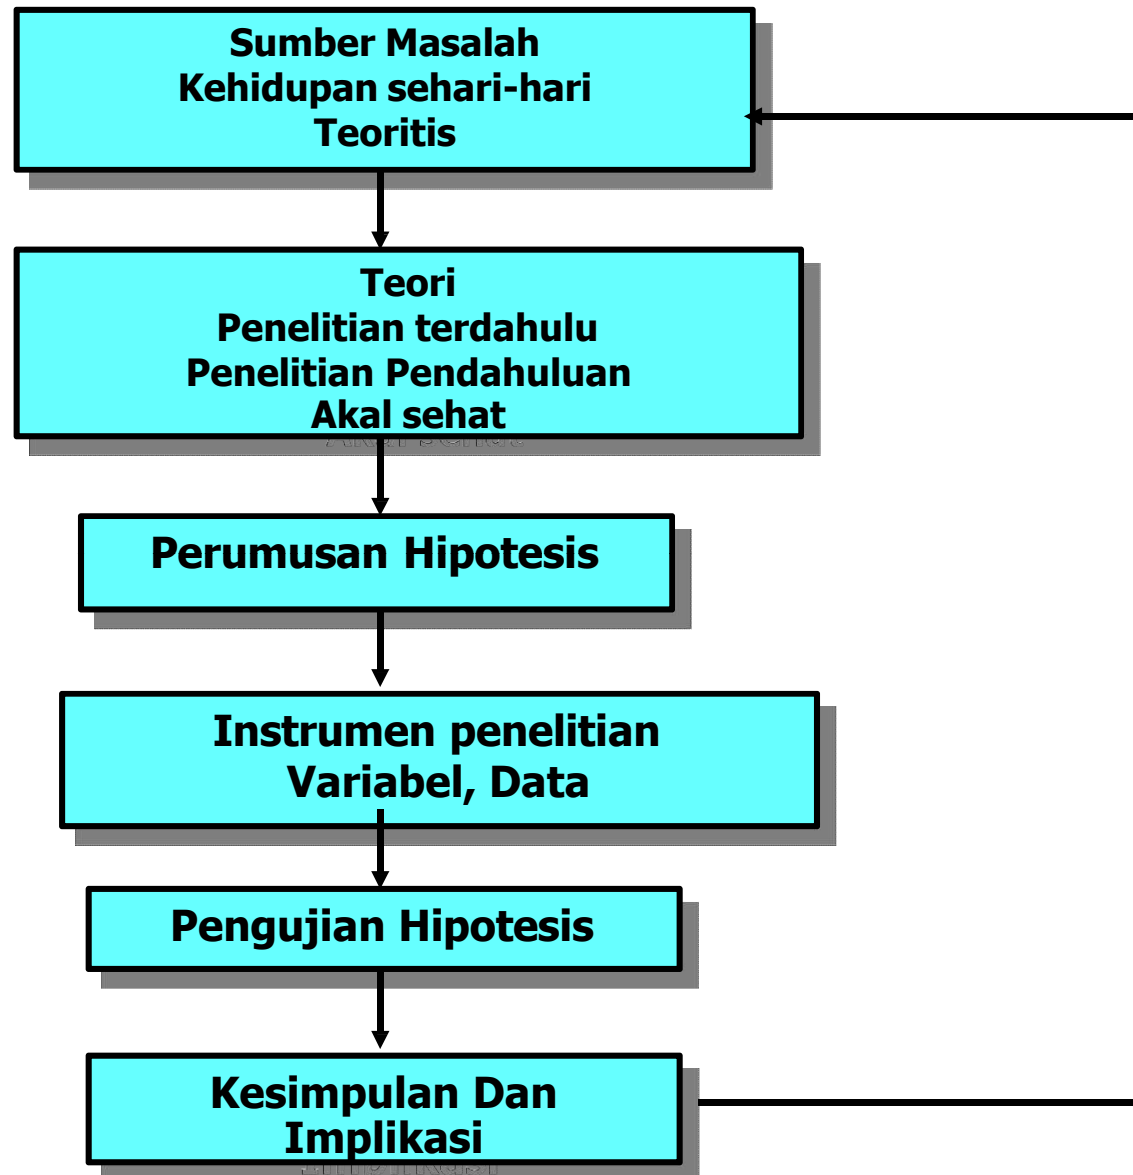 Sumber Masalah
Kehidupan sehari-hari
Teoritis
Teori
Penelitian terdahulu
Penelitian Pendahuluan
Akal sehat
Perumusan Hipotesis
Instrumen penelitian
Variabel, Data
Pengujian Hipotesis
Kesimpulan Dan
Implikasi